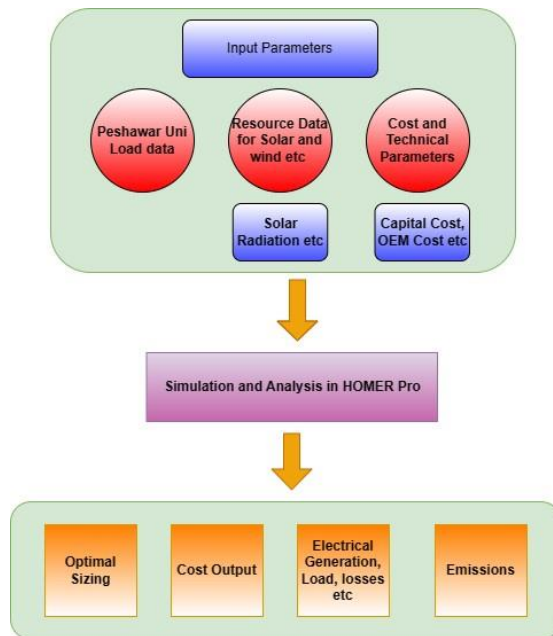 Input Parameters
Peshawar Uni
Load data
Resource Data
for Solar and
wind etc
Cost and
Technical
Parameters
Solar
Radiation etc
Capital Cost,
OEM Cost etc
Simulation and Analysis in HOMER Pro
Optimal
Sizing
Cost Output
Electrical
Generation,
Load, losses
etc
Emissions